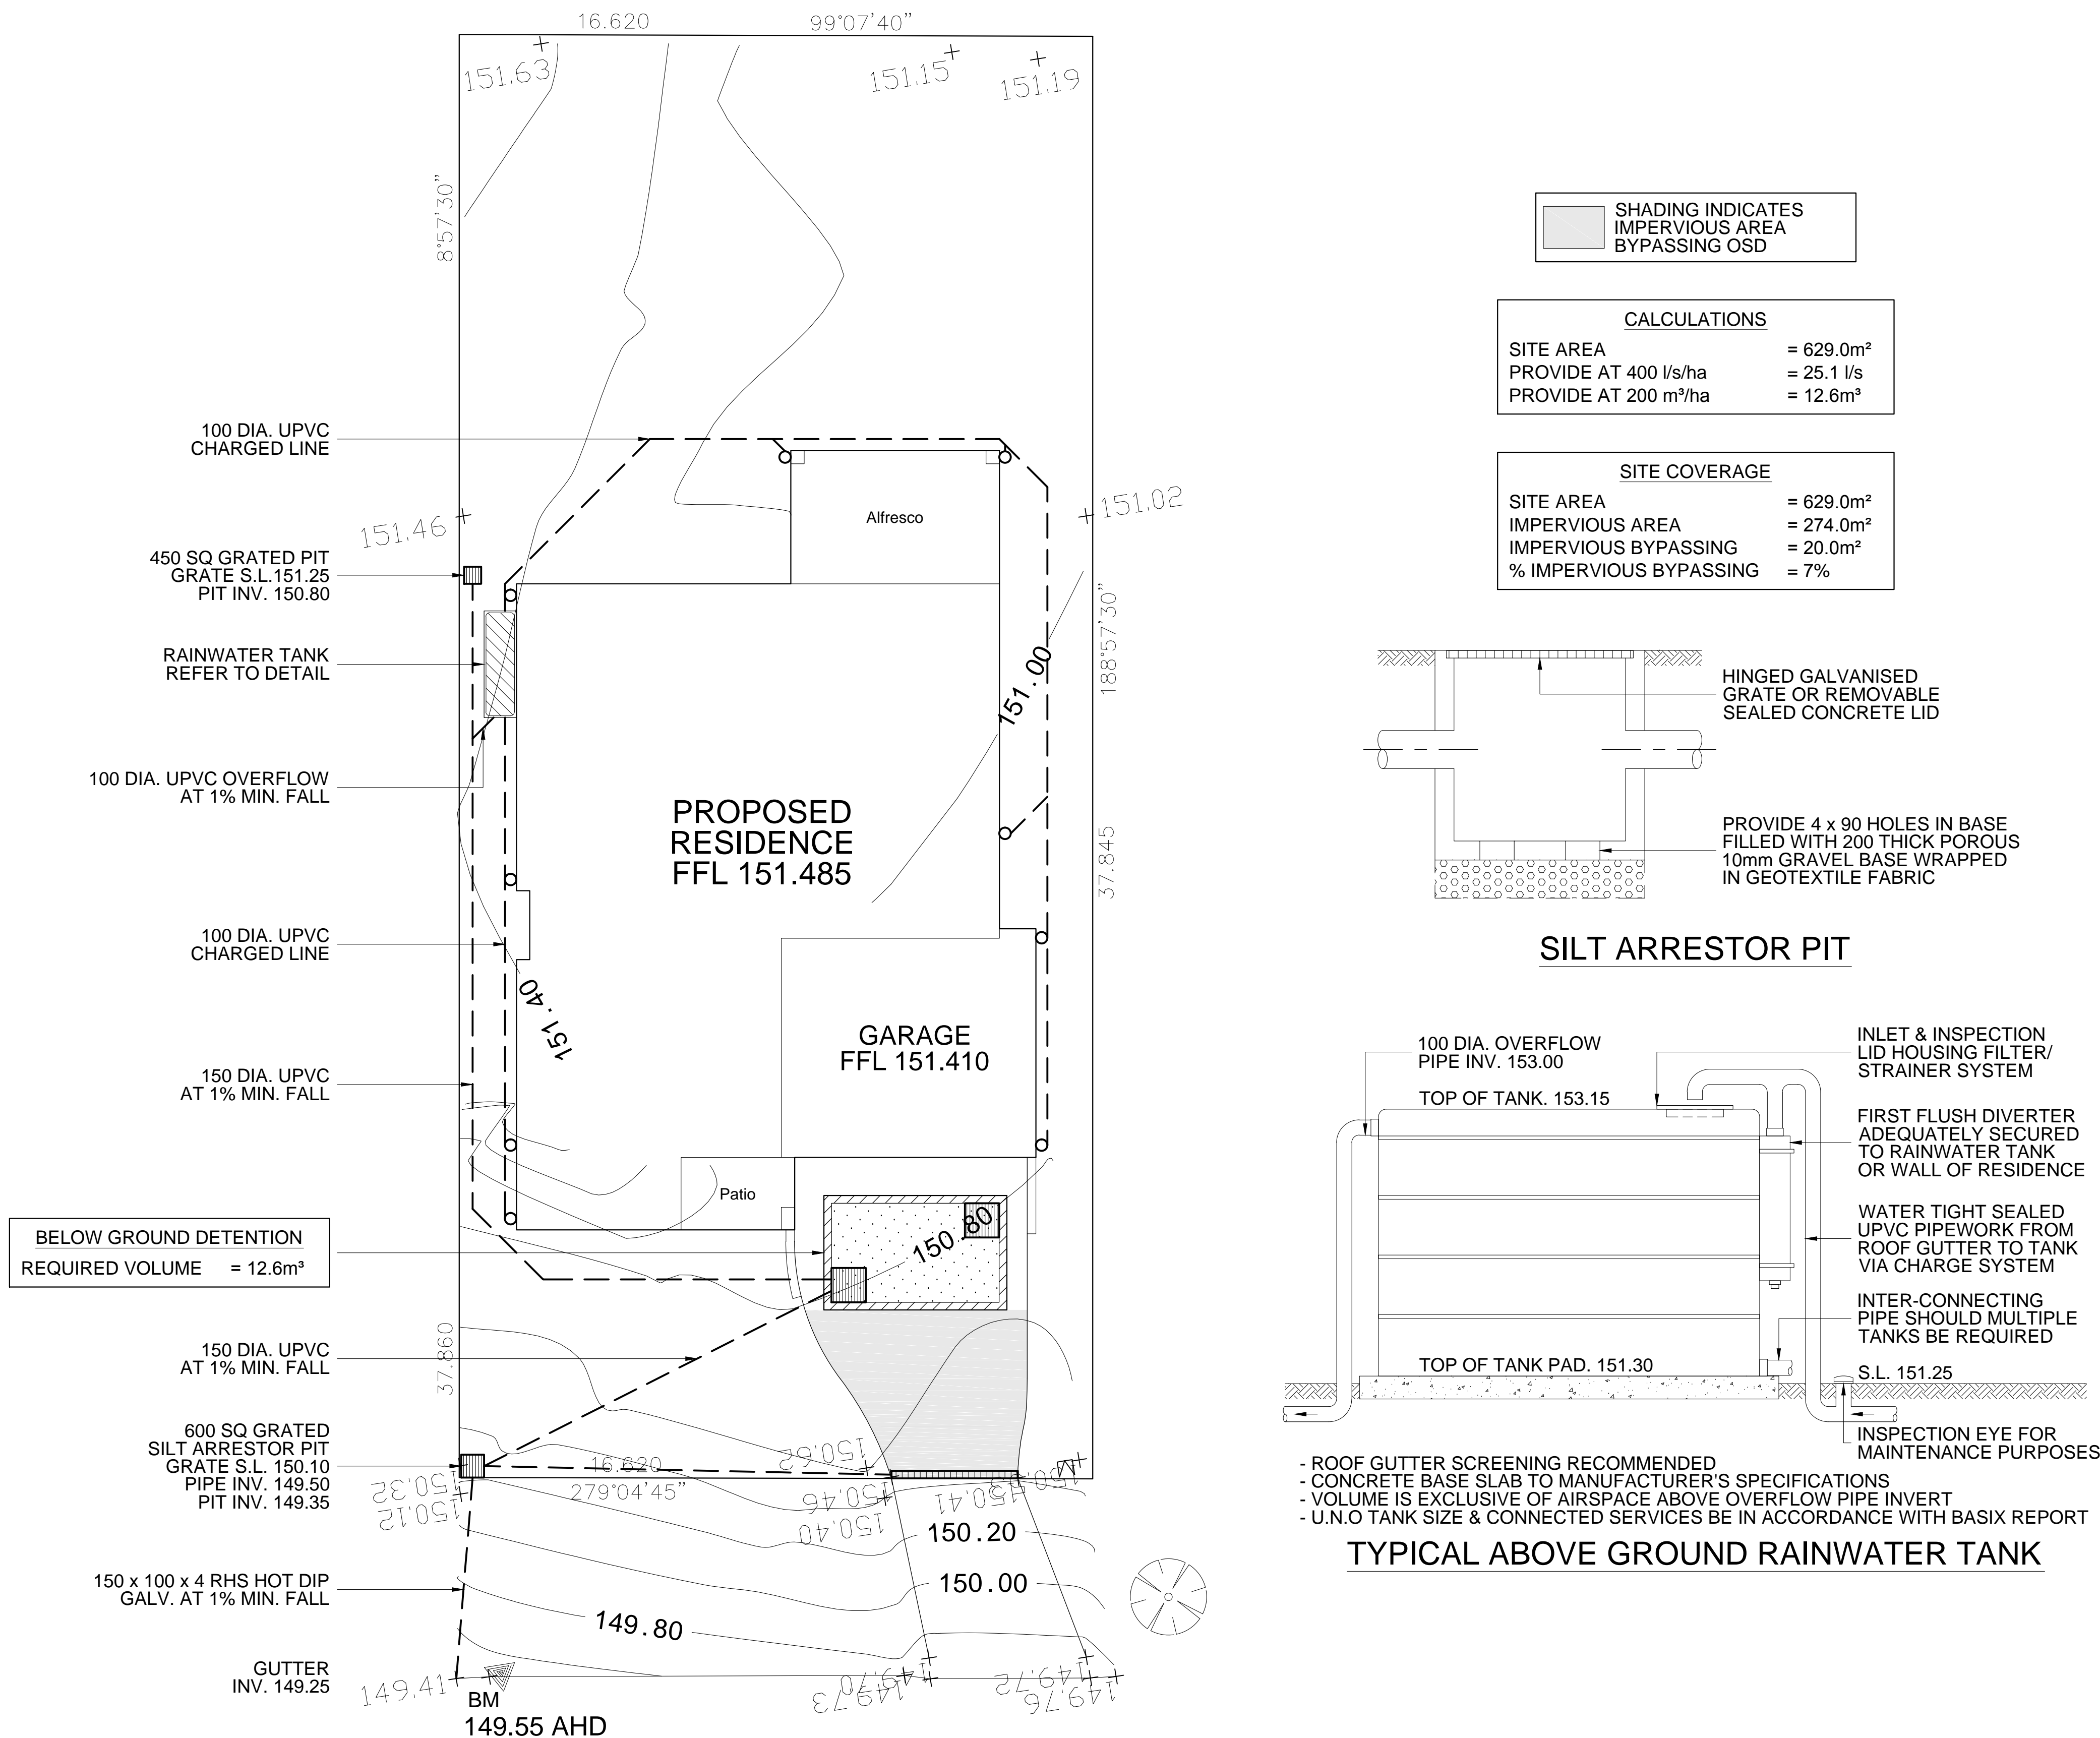 16.620
99°07'40"
151.63
151.15
151.19
8°57'30"
100 DIA. UPVC
CHARGED LINE
151.46
151.02
Alfresco
450 SQ GRATED PIT
GRATE S.L.151.25
PIT INV. 150.80
188°57'30"
RAINWATER TANK
REFER TO DETAIL
151.00
100 DIA. UPVC OVERFLOW
AT 1% MIN. FALL
PROPOSED
RESIDENCE
FFL 151.485
37.845
100 DIA. UPVC
CHARGED LINE
151.40
GARAGE
FFL 151.410
150 DIA. UPVC
AT 1% MIN. FALL
Patio
150.80
BELOW GROUND DETENTION
REQUIRED VOLUME = 12.6m³
37.860
150 DIA. UPVC
AT 1% MIN. FALL
600 SQ GRATED
SILT ARRESTOR PIT
GRATE S.L. 150.10
PIPE INV. 149.50
PIT INV. 149.35
150.62
16.620
279°04'45"
150.32
150.12
150.46
150.41
150.40
150.20
150 x 100 x 4 RHS HOT DIP
GALV. AT 1% MIN. FALL
150.00
149.80
GUTTER
INV. 149.25
149.41
BM
149.55 AHD
149.70
149.73
149.72
149.76
SHADING INDICATES
IMPERVIOUS AREA
BYPASSING OSD
CALCULATIONS
SITE AREA = 629.0m²
PROVIDE AT 400 l/s/ha = 25.1 l/s
PROVIDE AT 200 m³/ha = 12.6m³
SITE COVERAGE
SITE AREA = 629.0m²
IMPERVIOUS AREA = 274.0m²
IMPERVIOUS BYPASSING = 20.0m²
% IMPERVIOUS BYPASSING = 7%
HINGED GALVANISED
GRATE OR REMOVABLE
SEALED CONCRETE LID
PROVIDE 4 x 90 HOLES IN BASE
FILLED WITH 200 THICK POROUS
10mm GRAVEL BASE WRAPPED
IN GEOTEXTILE FABRIC
SILT ARRESTOR PIT
100 DIA. OVERFLOW
PIPE INV. 153.00
TOP OF TANK. 153.15
INLET & INSPECTION
LID HOUSING FILTER/
STRAINER SYSTEM
FIRST FLUSH DIVERTER
ADEQUATELY SECURED
TO RAINWATER TANK
OR WALL OF RESIDENCE
WATER TIGHT SEALED
UPVC PIPEWORK FROM
ROOF GUTTER TO TANK
VIA CHARGE SYSTEM
INTER-CONNECTING
PIPE SHOULD MULTIPLE
TANKS BE REQUIRED
TOP OF TANK PAD. 151.30
S.L. 151.25
INSPECTION EYE FOR
MAINTENANCE PURPOSES
- ROOF GUTTER SCREENING RECOMMENDED
- CONCRETE BASE SLAB TO MANUFACTURER'S SPECIFICATIONS
- VOLUME IS EXCLUSIVE OF AIRSPACE ABOVE OVERFLOW PIPE INVERT
- U.N.O TANK SIZE & CONNECTED SERVICES BE IN ACCORDANCE WITH BASIX REPORT
TYPICAL ABOVE GROUND RAINWATER TANK